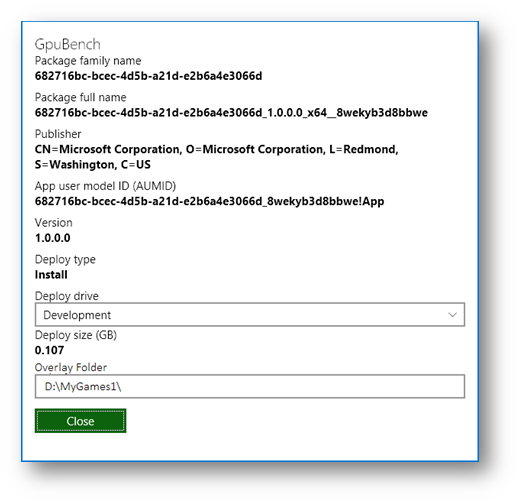 GpuBench
Package family name
682716bc-bcec-4d5b-a21d-e2b6a4e3066d
Package full name
682716bc-bcec-4d5b-a21d-e2b6a4e3066d_1.0.0.0_x64__8wekyb3d8bbwe
Publisher
CN=Microsoft Corporation, O=Microsoft Corporation, L=Redmond,
S=Washington, C=US
App user model ID (AUMID)
682716bc-bcec-4d5b-a21d-e2b6a4e3066d_8wekyb3d8bbwe!App
Version
1.0.0.0
Deploy type
Install
Deploy drive
Development
Deploy size (GB)
0.107
Overlay Folder
D:\MyGames1\
Close